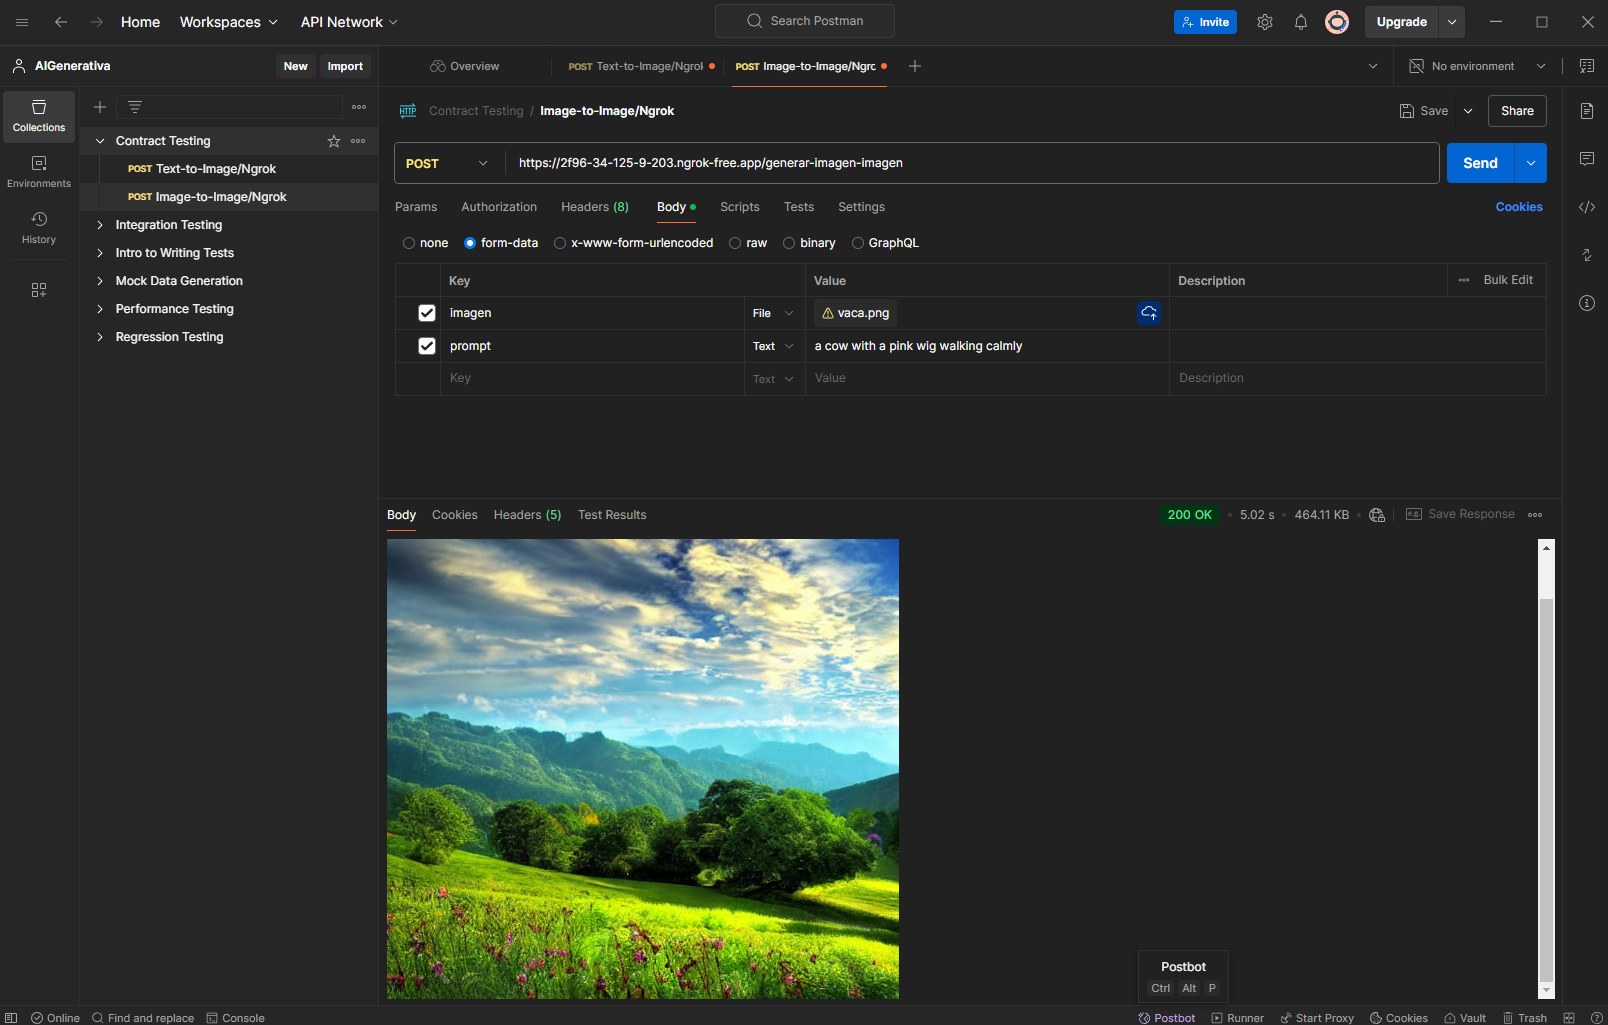 Home Workspaces API Network Search Postman Invite Upgrade
AIGenerativa New Import Overview POST Text-to-Image/Ngrok POST Image-to-Image/Ngrc No environment
Collections
Environments
History
Contract Testing
POST Text-to-Image/Ngrok
POST Image-to-Image/Ngrok
Integration Testing
Intro to Writing Tests
Mock Data Generation
Performance Testing
Regression Testing
HTTP Contract Testing / Image-to-Image/Ngrok Save Share
POST https://2f96-34-125-9-203.ngrok-free.app/generar-imagen-imagen Send
Params Authorization Headers (8) Body Scripts Tests Settings Cookies
none form-data x-www-form-urlencoded raw binary GraphQL
Key Value Description Bulk Edit
imagen File vaca.png
prompt Text a cow with a pink wig walking calmly
Key Text Value Description
Body Cookies Headers (5) Test Results 200 OK 5.02 s 464.11 KB e.g. Save Response
Postbot
Ctrl Alt P
Online Find and replace Console Postbot Runner Start Proxy Cookies Vault Trash